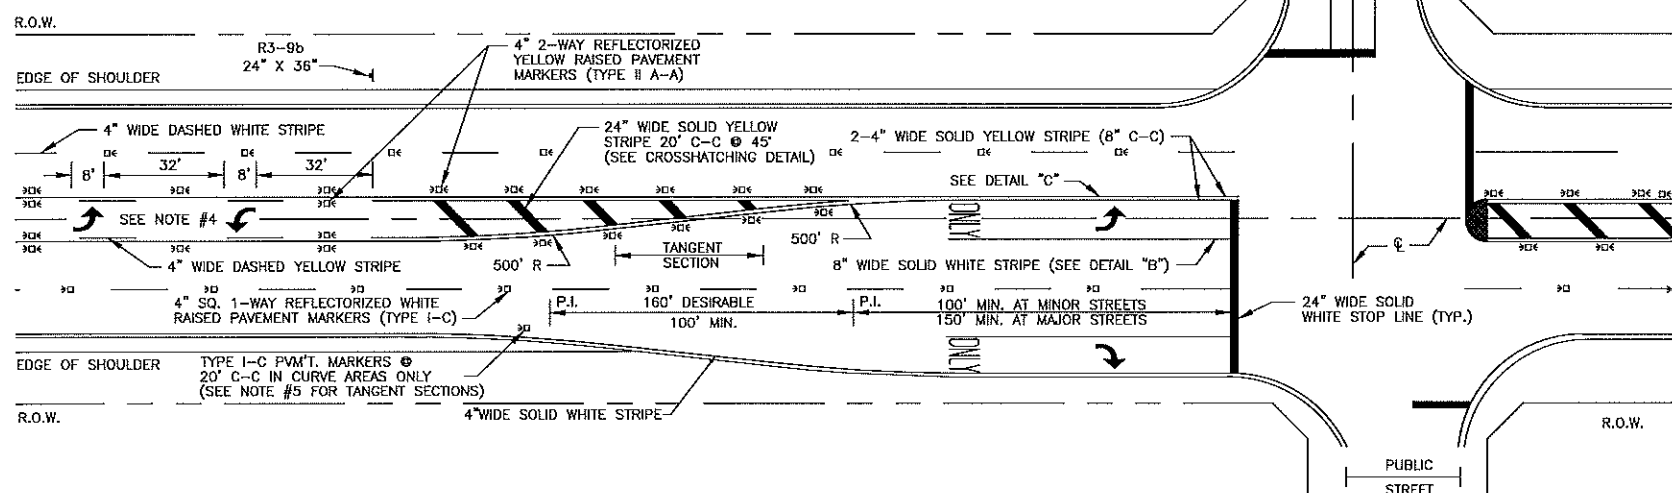 R.O.W.
R3-9b
24" X 36"
4" 2-WAY REFLECTORIZED
YELLOW RAISED PAVEMENT
MARKERS (TYPE II A-A)
EDGE OF SHOULDER
4" WIDE DASHED WHITE STRIPE
24" WIDE SOLID YELLOW
STRIPE 20' C-C @ 45'
(SEE CROSSHATCHING DETAIL)
2-4" WIDE SOLID YELLOW STRIPE (8" C-C)
8'
32'
8'
32'
SEE DETAIL "C"
SEE NOTE #4
ONLY
500' R
TANGENT
SECTION
500' R
4" WIDE DASHED YELLOW STRIPE
8" WIDE SOLID WHITE STRIPE (SEE DETAIL "B")
℄
4" SQ. 1-WAY REFLECTORIZED WHITE
RAISED PAVEMENT MARKERS (TYPE I-C)
P.I.
160' DESIRABLE
100' MIN.
P.I.
100' MIN. AT MINOR STREETS
150' MIN. AT MAJOR STREETS
24" WIDE SOLID
WHITE STOP LINE (TYP.)
EDGE OF SHOULDER
TYPE I-C PVM'T. MARKERS @
20' C-C IN CURVE AREAS ONLY
(SEE NOTE #5 FOR TANGENT SECTIONS)
ONLY
4"WIDE SOLID WHITE STRIPE
R.O.W.
R.O.W.
PUBLIC
STREET